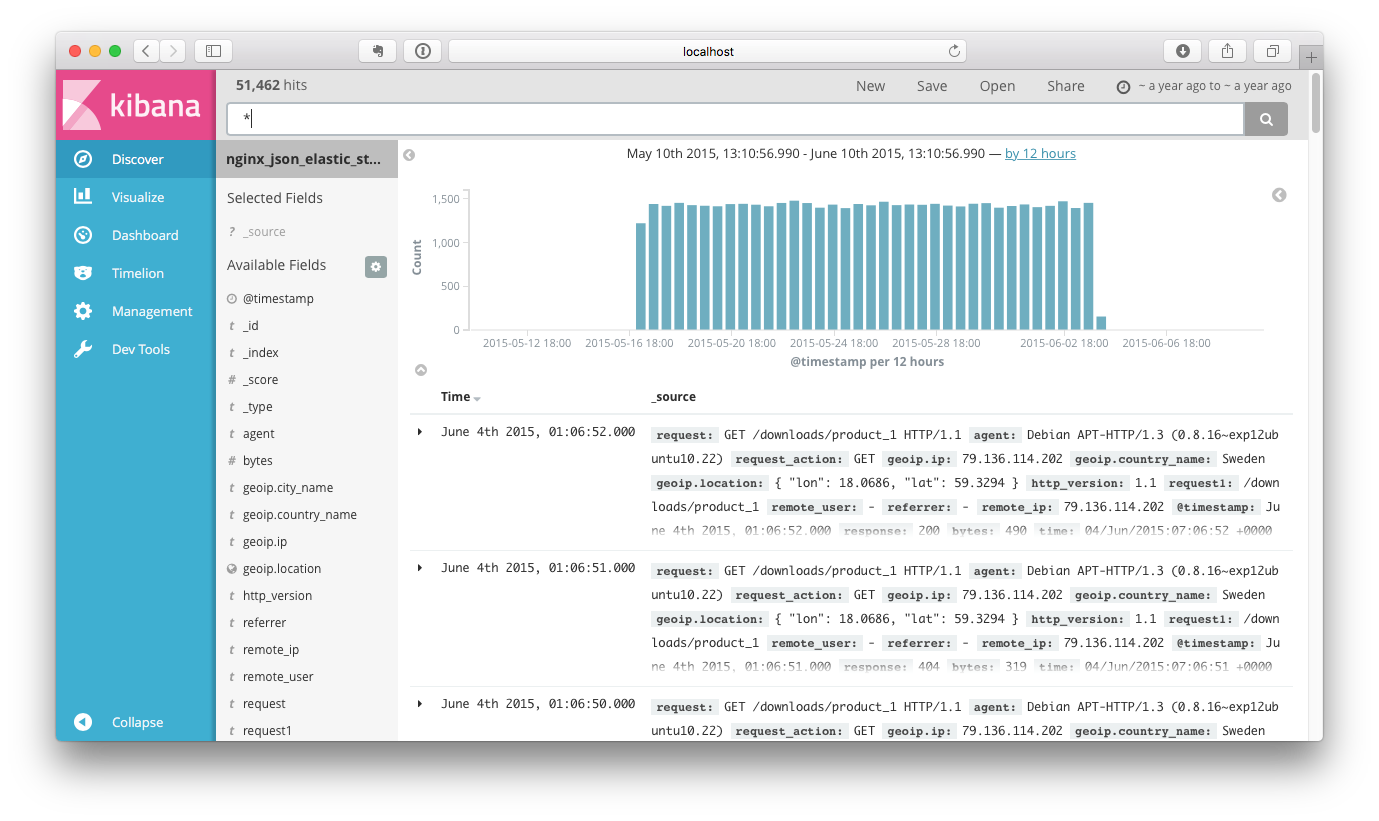 localhost
kibana
51,462 hits
New Save Open Share ~ a year ago to ~ a year ago
*
Discover
Visualize
Dashboard
Timelion
Management
Dev Tools
Collapse
nginx_json_elastic_st...
Selected Fields
? _source
Available Fields
@timestamp
t _id
t _index
# _score
t _type
t agent
# bytes
t geoip.city_name
t geoip.country_name
t geoip.ip
geoip.location
t http_version
t referrer
t remote_ip
t remote_user
t request
t request1
May 10th 2015, 13:10:56.990 - June 10th 2015, 13:10:56.990 — by 12 hours
Count
1,500
1,000
500
0
2015-05-12 18:00 2015-05-16 18:00 2015-05-20 18:00 2015-05-24 18:00 2015-05-28 18:00 2015-06-02 18:00 2015-06-06 18:00
@timestamp per 12 hours
Time _source
June 4th 2015, 01:06:52.000 request: GET /downloads/product_1 HTTP/1.1 agent: Debian APT-HTTP/1.3 (0.8.16~exp12ub
untu10.22) request_action: GET geoip.ip: 79.136.114.202 geoip.country_name: Sweden
geoip.location: { "lon": 18.0686, "lat": 59.3294 } http_version: 1.1 request1: /down
loads/product_1 remote_user: - referrer: - remote_ip: 79.136.114.202 @timestamp: Ju
ne 4th 2015, 01:06:52.000 response: 200 bytes: 490 time: 04/Jun/2015:07:06:52 +0000
June 4th 2015, 01:06:51.000 request: GET /downloads/product_1 HTTP/1.1 agent: Debian APT-HTTP/1.3 (0.8.16~exp12ub
untu10.22) request_action: GET geoip.ip: 79.136.114.202 geoip.country_name: Sweden
geoip.location: { "lon": 18.0686, "lat": 59.3294 } http_version: 1.1 request1: /down
loads/product_1 remote_user: - referrer: - remote_ip: 79.136.114.202 @timestamp: Ju
ne 4th 2015, 01:06:51.000 response: 404 bytes: 319 time: 04/Jun/2015:07:06:51 +0000
June 4th 2015, 01:06:50.000 request: GET /downloads/product_1 HTTP/1.1 agent: Debian APT-HTTP/1.3 (0.8.16~exp12ub
untu10.22) request_action: GET geoip.ip: 79.136.114.202 geoip.country_name: Sweden